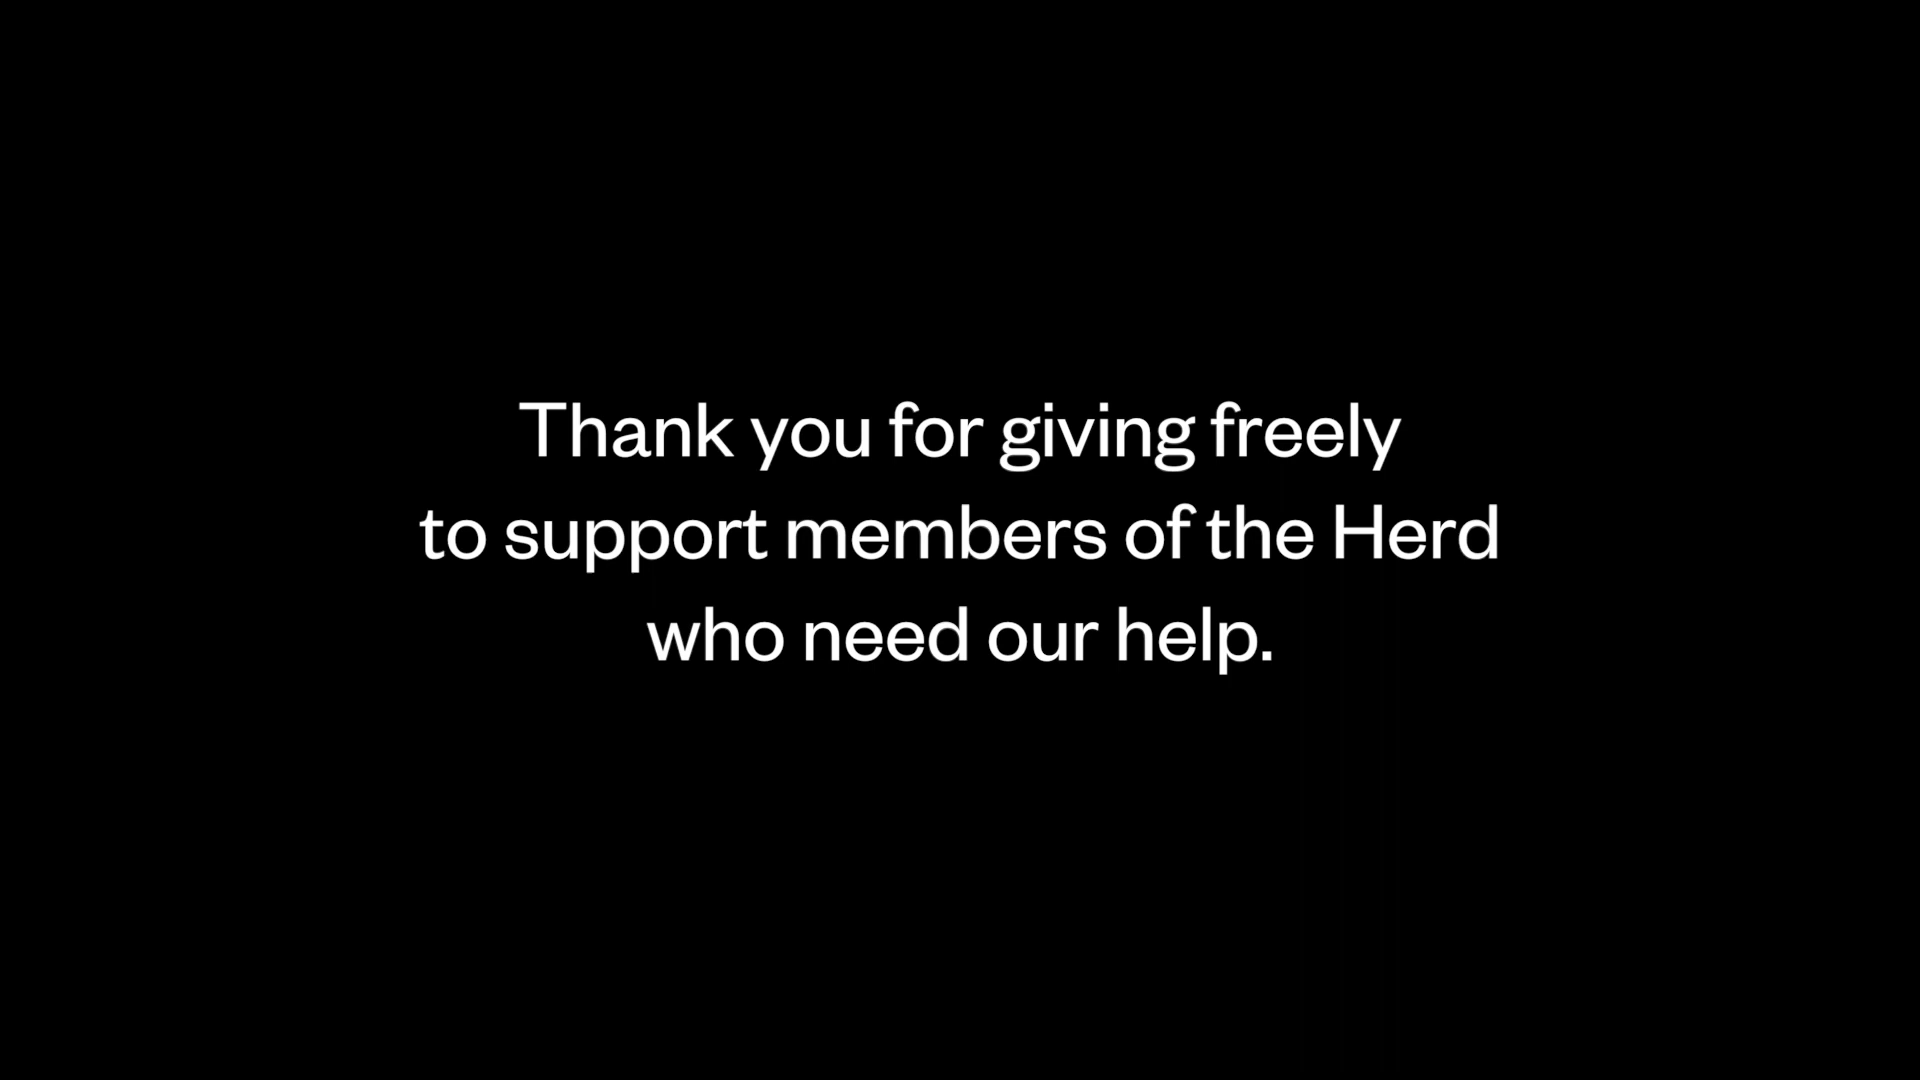 Thank you for giving freely
to support members of the Herd
who need our help.